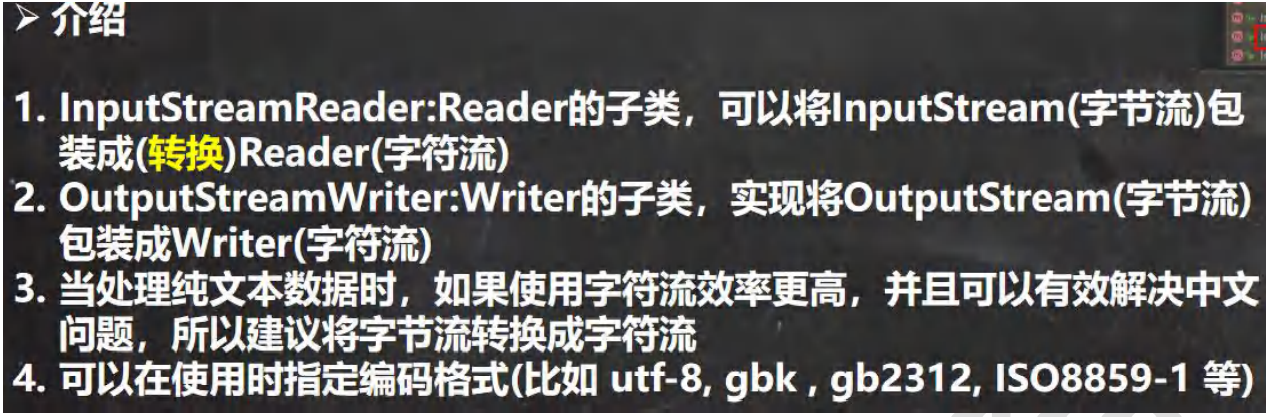 ➢ 介绍
1. InputStreamReader:Reader的子类，可以将InputStream(字节流)包
装成(转换)Reader(字符流)
2. OutputStreamWriter:Writer的子类，实现将OutputStream(字节流)
包装成Writer(字符流)
3. 当处理纯文本数据时，如果使用字符流效率更高，并且可以有效解决中文
问题，所以建议将字节流转换成字符流
4. 可以在使用时指定编码格式(比如 utf-8, gbk , gb2312, ISO8859-1 等)